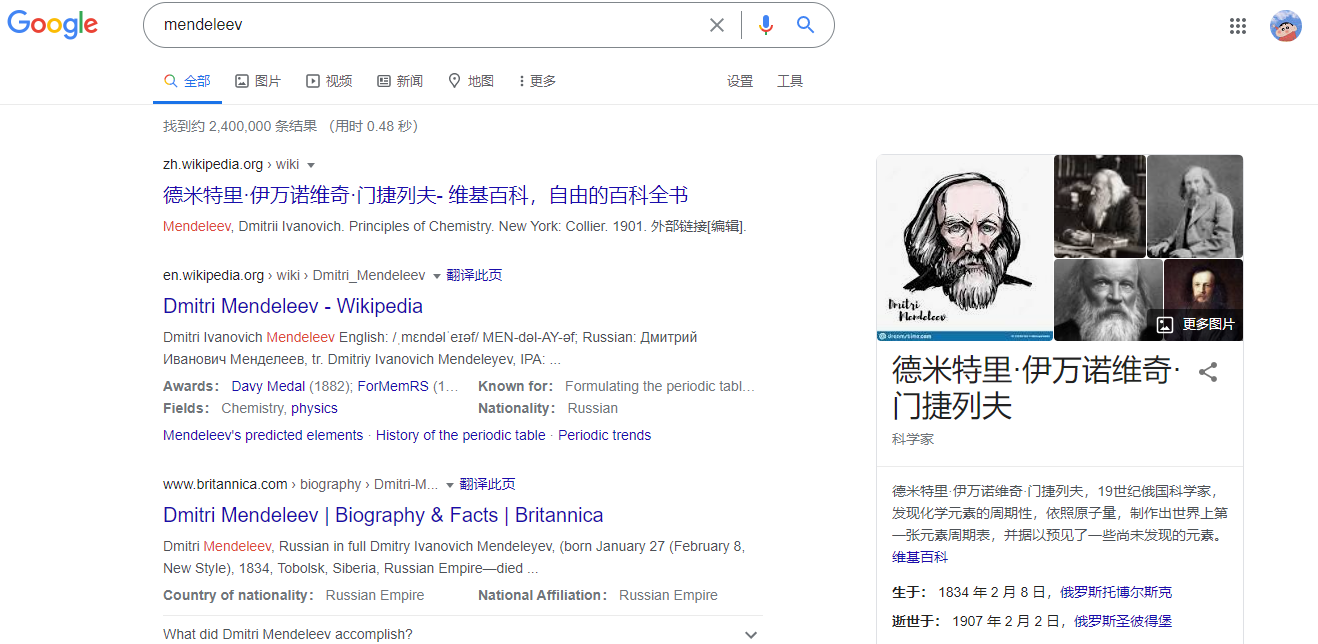 Google
mendeleev
全部 图片 视频 新闻 地图 更多 设置 工具
找到约 2,400,000 条结果 （用时 0.48 秒）
zh.wikipedia.org › wiki
德米特里·伊万诺维奇·门捷列夫- 维基百科，自由的百科全书
Mendeleev, Dmitrii Ivanovich. Principles of Chemistry. New York: Collier. 1901. 外部链接[编辑].
en.wikipedia.org › wiki › Dmitri_Mendeleev 翻译此页
Dmitri Mendeleev - Wikipedia
Dmitri Ivanovich Mendeleev English: /ˌmɛndəlˈeɪəf/ MEN-dəl-AY-əf; Russian: Дмитрий
Иванович Менделеев, tr. Dmitriy Ivanovich Mendeleyev, IPA: ...
Awards： Davy Medal (1882); ForMemRS (1… Known for： Formulating the periodic tabl…
Fields： Chemistry, physics Nationality： Russian
Mendeleev's predicted elements · History of the periodic table · Periodic trends
www.britannica.com › biography › Dmitri-M... 翻译此页
Dmitri Mendeleev | Biography & Facts | Britannica
Dmitri Mendeleev, Russian in full Dmitry Ivanovich Mendeleyev, (born January 27 (February 8,
New Style), 1834, Tobolsk, Siberia, Russian Empire—died ...
Country of nationality： Russian Empire National Affiliation： Russian Empire
What did Dmitri Mendeleev accomplish?
Dmitri
Mendeleev
dreamstime.com
更多图片
德米特里·伊万诺维奇·
门捷列夫
科学家
德米特里·伊万诺维奇·门捷列夫，19世纪俄国科学家，
发现化学元素的周期性，依照原子量，制作出世界上第
一张元素周期表，并据以预见了一些尚未发现的元素。
维基百科
生于： 1834 年 2 月 8 日，俄罗斯托博尔斯克
逝世于： 1907 年 2 月 2 日，俄罗斯圣彼得堡